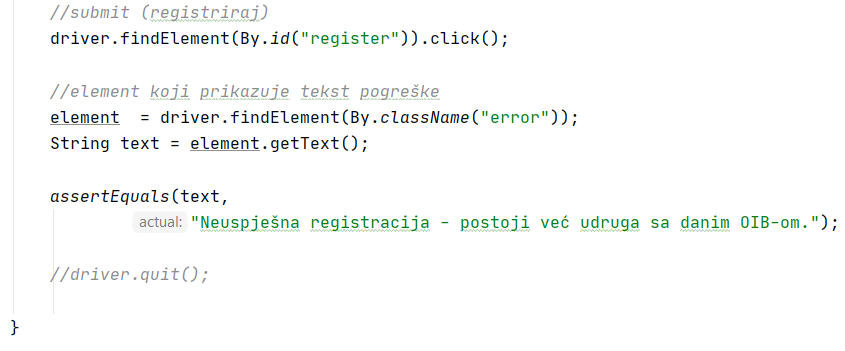 //submit (registriraj)
driver.findElement(By.id("register")).click();
//element koji prikazuje tekst pogreške
element  = driver.findElement(By.className("error"));
String text = element.getText();
assertEquals(text,
actual: "Neuspješna registracija - postoji već udruga sa danim OIB-om.");
//driver.quit();
}